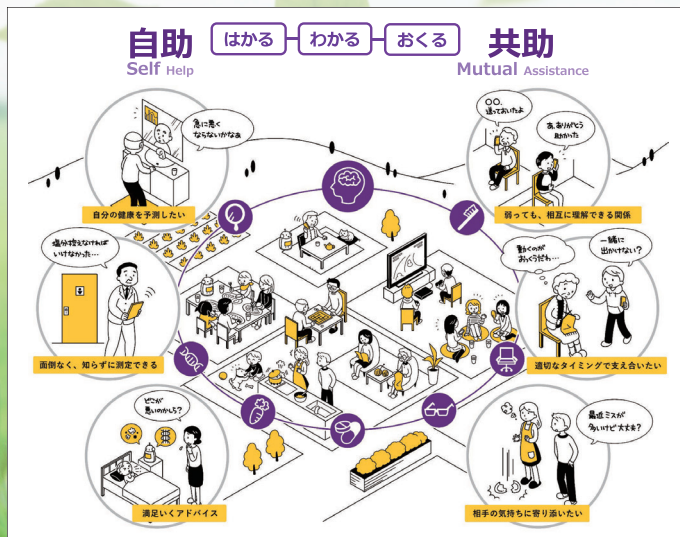 自助
はかる
わかる
おくる
共助
Self Help
Mutual Assistance
急に悪く
ならないかなぁ
自分の健康を予測したい
〇〇、
送っておいたよ
あ、ありがとう
助かった
弱っても、相互に理解できる関係
塩分控えなければ
いけなかった…
面倒なく、知らずに測定できる
動くのが
おっくうだわ…
一緒に
出かけない?
適切なタイミングで支え合いたい
どこが
悪いのかしら?
満足いくアドバイス
最近ミスが
多いけど大丈夫?
相手の気持ちに寄り添いたい